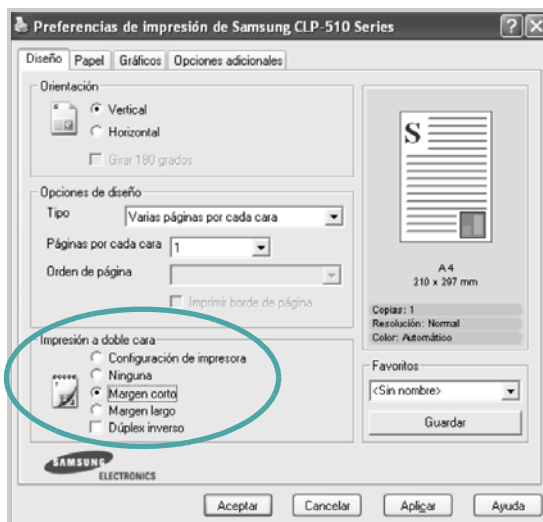 Preferencias de impresión de Samsung CLP-510 Series
Diseño Papel Gráficos Opciones adicionales
Orientación
Vertical
Horizontal
Girar 180 grados
Opciones de diseño
Tipo Varias páginas por cada cara
Páginas por cada cara 1
Orden de página
Imprimir borde de página
Impresión a doble cara
Configuración de impresora
Ninguna
Margen corto
Margen largo
Dúplex inverso
S
A4
210 x 297 mm
Copias: 1
Resolución: Normal
Color: Automático
Favoritos
<Sin nombre>
Guardar
SAMSUNG
ELECTRONICS
Aceptar Cancelar Aplicar Ayuda